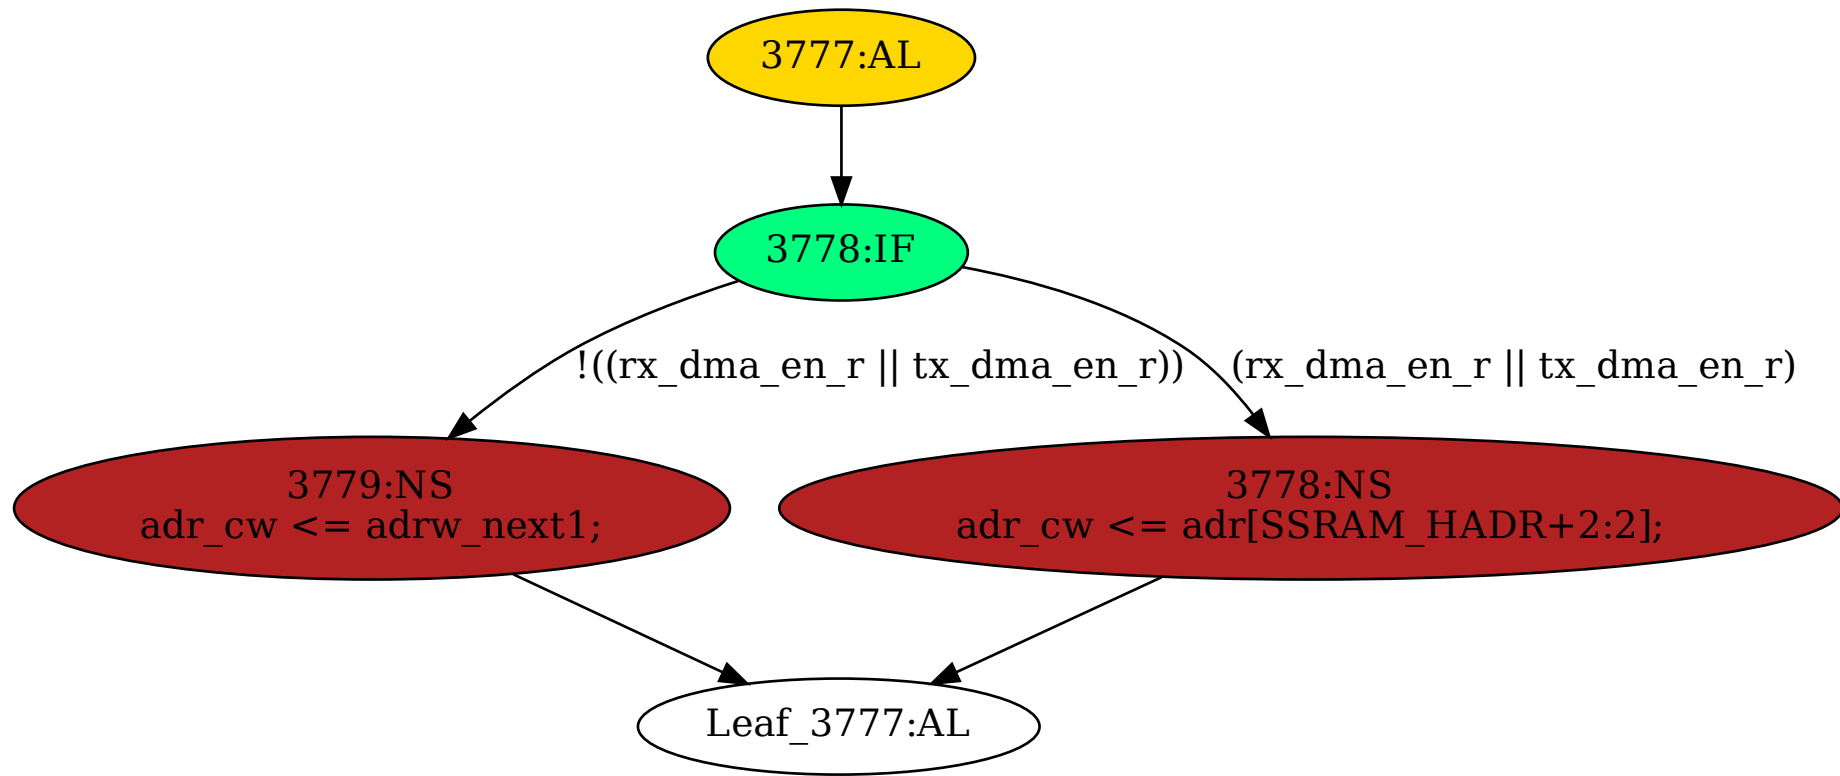 3777:AL
3778:IF
!((rx_dma_en_r || tx_dma_en_r))
(rx_dma_en_r || tx_dma_en_r)
3779:NS
adr_cw <= adrw_next1;
3778:NS
adr_cw <= adr[SSRAM_HADR+2:2];
Leaf_3777:AL